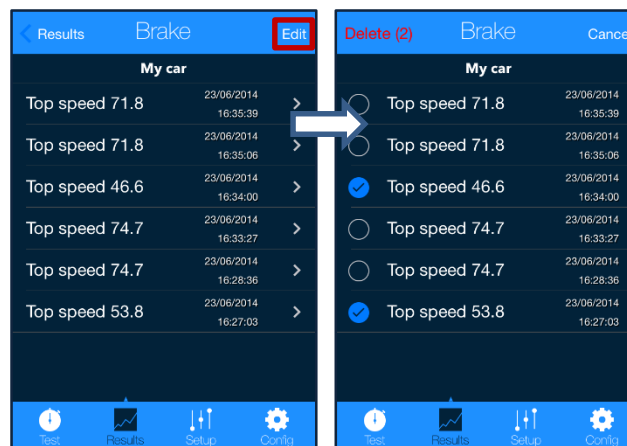 Results Brake Edit
My car
Top speed 71.8 23/06/2014
16:35:39
Top speed 71.8 23/06/2014
16:35:06
Top speed 46.6 23/06/2014
16:34:00
Top speed 74.7 23/06/2014
16:33:27
Top speed 74.7 23/06/2014
16:28:36
Top speed 53.8 23/06/2014
16:27:03
Test Results Setup Config
Delete (2) Brake Cance
My car
Top speed 71.8 23/06/2014
16:35:39
Top speed 71.8 23/06/2014
16:35:06
Top speed 46.6 23/06/2014
16:34:00
Top speed 74.7 23/06/2014
16:33:27
Top speed 74.7 23/06/2014
16:28:36
Top speed 53.8 23/06/2014
16:27:03
Test Results Setup Config